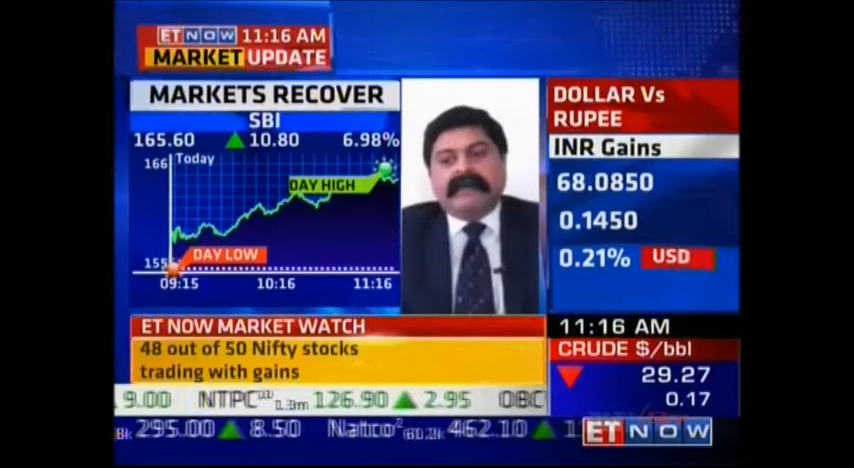 ET NOW 11:16 AM
MARKET UPDATE
MARKETS RECOVER
SBI
165.60 10.80 6.98%
166 Today
DAY HIGH
DAY LOW
155
09:15 10:16 11:16
DOLLAR Vs
RUPEE
INR Gains
68.0850
0.1450
0.21% USD
ET NOW MARKET WATCH
48 out of 50 Nifty stocks
trading with gains
11:16 AM
CRUDE $/bbl
29.27
0.17
9.00 NTPC 126.90 2.95 OBC
295.00 8.50 Natco 462.10
ET NOW